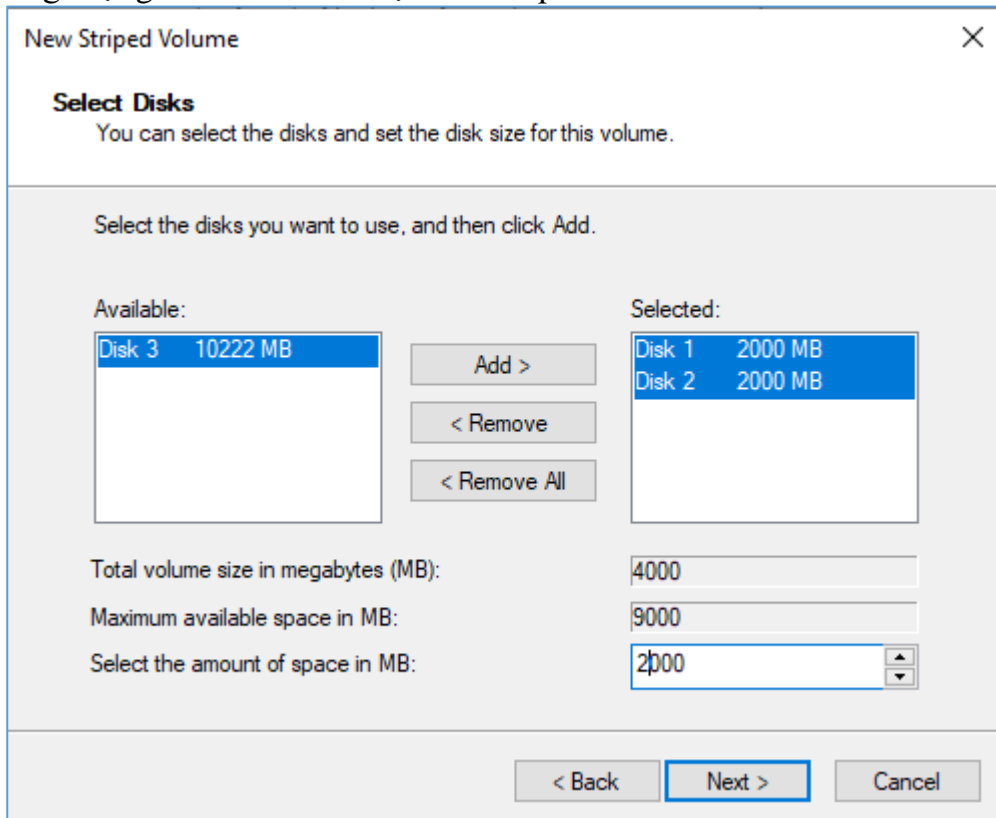 New Striped Volume
Select Disks
You can select the disks and set the disk size for this volume.
Select the disks you want to use, and then click Add.
Available:
Selected:
Disk 3 10222 MB
Add >
Disk 1 2000 MB
Disk 2 2000 MB
< Remove
< Remove All
Total volume size in megabytes (MB):
4000
Maximum available space in MB:
9000
Select the amount of space in MB:
2000
< Back
Next >
Cancel